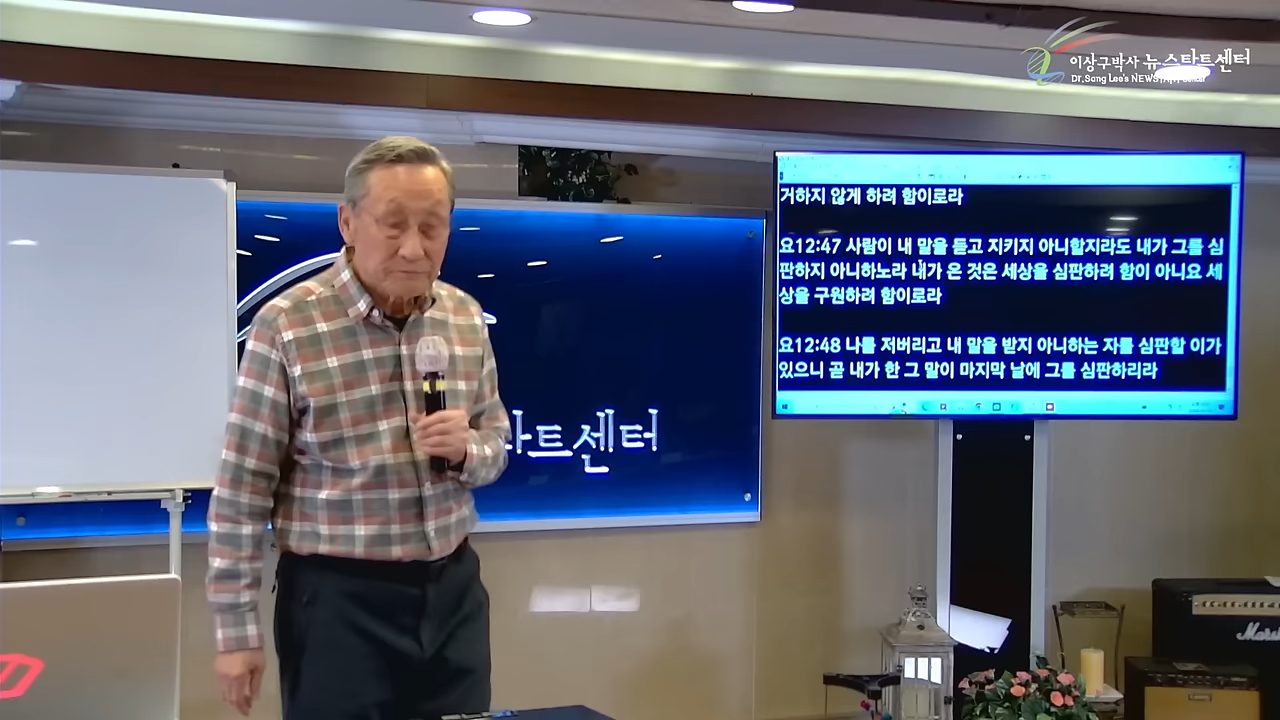 이상구박사 뉴스타트센터
Dr.Sang Lee's NEWSTART Center
거하지 않게 하려 함이로라
요12:47 사람이 내 말을 듣고 지키지 아니할지라도 내가 그를 심
판하지 아니하노라 내가 온 것은 세상을 심판하려 함이 아니요 세
상을 구원하려 함이로라
요12:48 나를 저버리고 내 말을 받지 아니하는 자를 심판할 이가
있으니 곧 내가 한 그 말이 마지막 날에 그를 심판하리라
타트센터